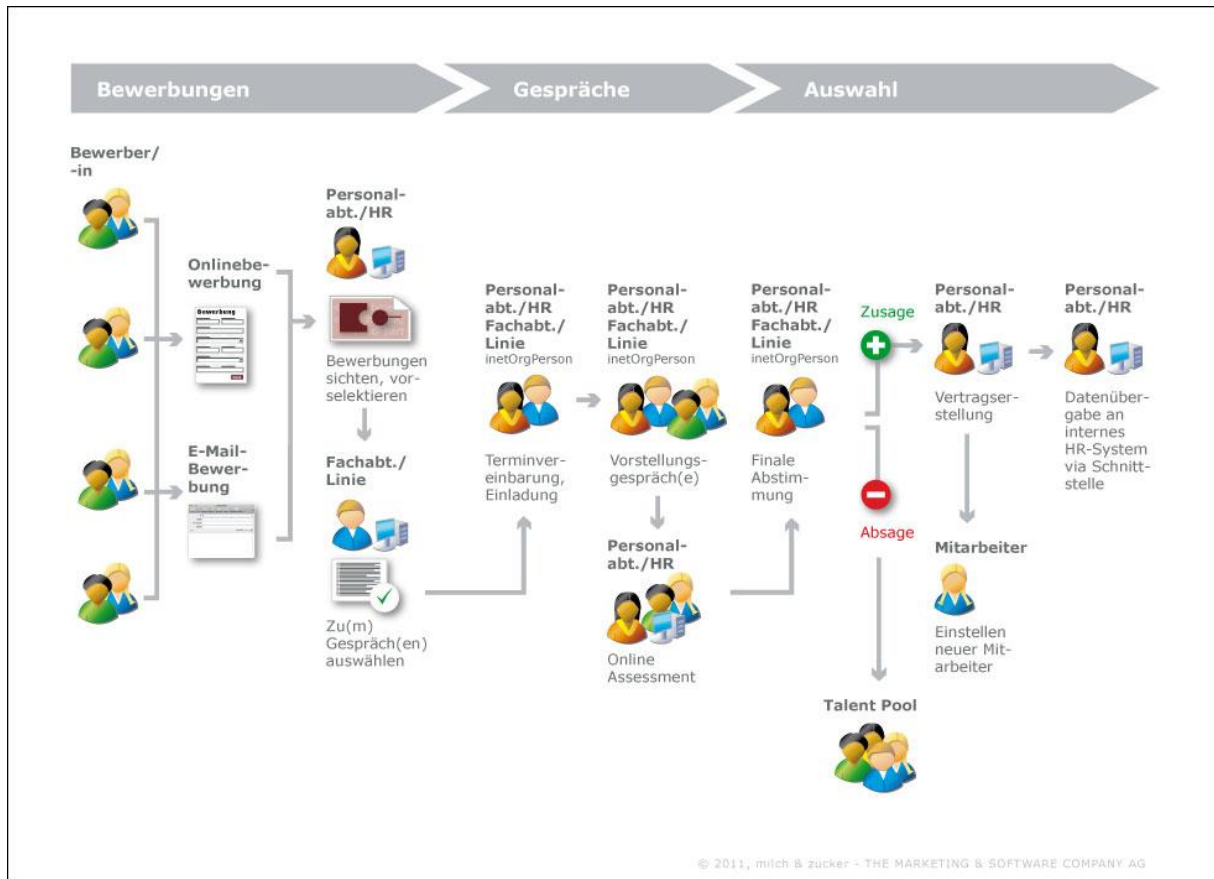 Bewerbungen
Gespräche
Auswahl
Bewerber/
-in
Onlinebe-
werbung
Bewerbung
E-Mail-
Bewer-
bung
Personal-
abt./HR
Bewerbungen
sichten, vor-
selektieren
Fachabt./
Linie
Zu(m)
Gespräch(en)
auswählen
Personal-
abt./HR
Fachabt./
Linie
inetOrgPerson
Terminver-
einbarung,
Einladung
Personal-
abt./HR
Fachabt./
Linie
inetOrgPerson
Vorstellungs-
gespräch(e)
Personal-
abt./HR
Online
Assessment
Personal-
abt./HR
Fachabt./
Linie
inetOrgPerson
Finale
Abstim-
mung
Zusage
Absage
Talent Pool
Personal-
abt./HR
Vertragser-
stellung
Mitarbeiter
Einstellen
neuer Mit-
arbeiter
Personal-
abt./HR
Datenüber-
gabe an
internes
HR-System
via Schnitt-
stelle
© 2011, milch & zucker - THE MARKETING & SOFTWARE COMPANY AG